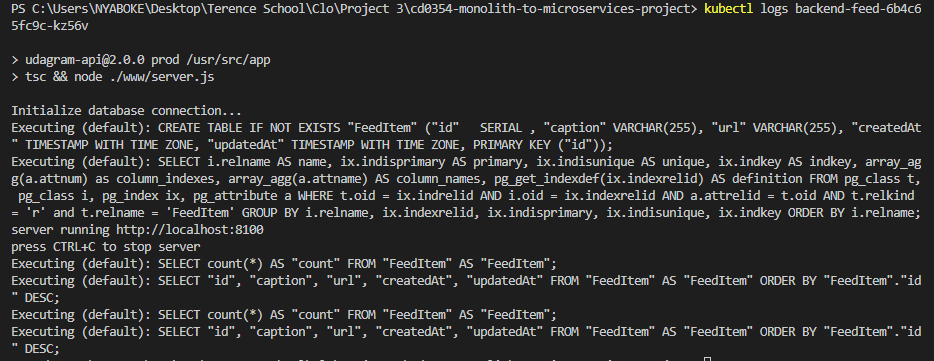 PS C:\Users\NYABOKE\Desktop\Terence School\Clo\Project 3\cd0354-monolith-to-microservices-project> kubectl logs backend-feed-6b4c6
5fc9c-kz56v
> udagram-api@2.0.0 prod /usr/src/app
> tsc && node ./www/server.js
Initialize database connection...
Executing (default): CREATE TABLE IF NOT EXISTS "FeedItem" ("id"   SERIAL , "caption" VARCHAR(255), "url" VARCHAR(255), "createdAt
" TIMESTAMP WITH TIME ZONE, "updatedAt" TIMESTAMP WITH TIME ZONE, PRIMARY KEY ("id"));
Executing (default): SELECT i.relname AS name, ix.indisprimary AS primary, ix.indisunique AS unique, ix.indkey AS indkey, array_ag
g(a.attnum) as column_indexes, array_agg(a.attname) AS column_names, pg_get_indexdef(ix.indexrelid) AS definition FROM pg_class t,
 pg_class i, pg_index ix, pg_attribute a WHERE t.oid = ix.indrelid AND i.oid = ix.indexrelid AND a.attrelid = t.oid AND t.relkind
= 'r' and t.relname = 'FeedItem' GROUP BY i.relname, ix.indexrelid, ix.indisprimary, ix.indisunique, ix.indkey ORDER BY i.relname;
server running http://localhost:8100
press CTRL+C to stop server
Executing (default): SELECT count(*) AS "count" FROM "FeedItem" AS "FeedItem";
Executing (default): SELECT "id", "caption", "url", "createdAt", "updatedAt" FROM "FeedItem" AS "FeedItem" ORDER BY "FeedItem"."id
" DESC;
Executing (default): SELECT count(*) AS "count" FROM "FeedItem" AS "FeedItem";
Executing (default): SELECT "id", "caption", "url", "createdAt", "updatedAt" FROM "FeedItem" AS "FeedItem" ORDER BY "FeedItem"."id
" DESC;